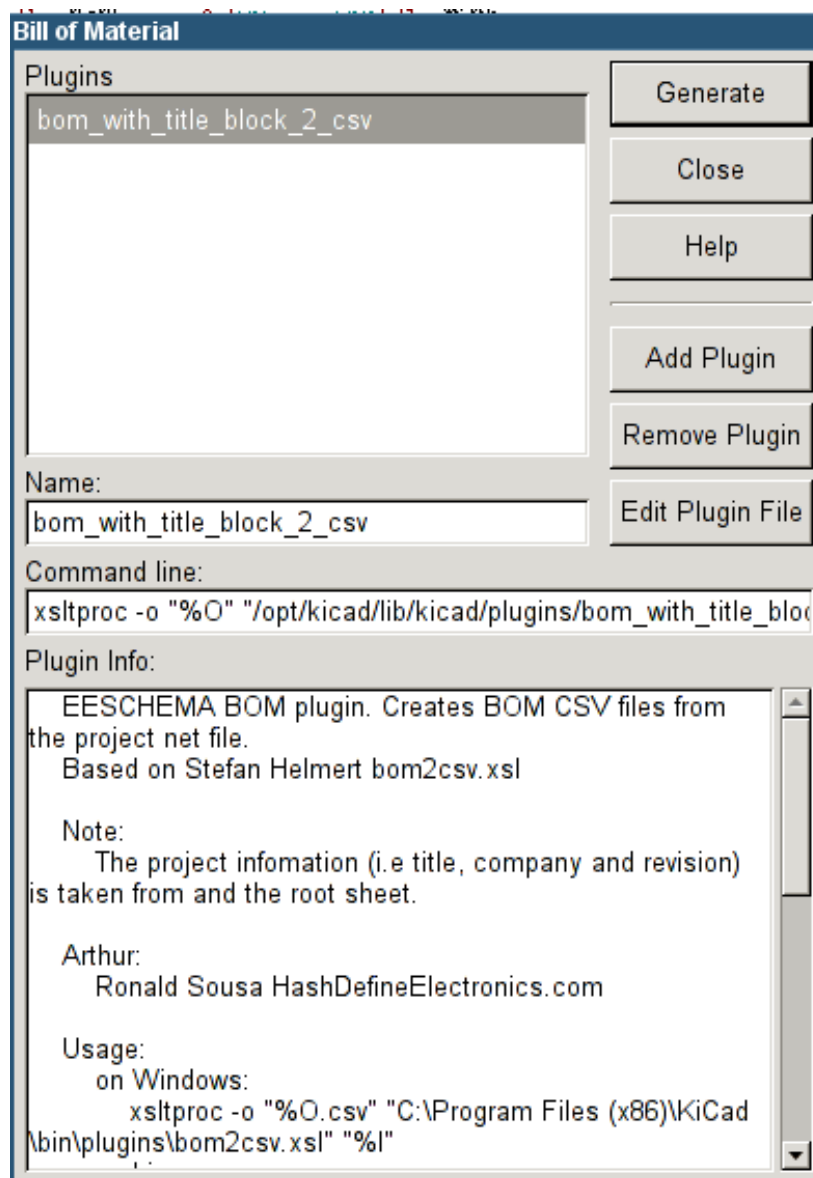 Bill of Material
Plugins
bom_with_title_block_2_csv
Generate
Close
Help
Add Plugin
Remove Plugin
Edit Plugin File
Name:
bom_with_title_block_2_csv
Command line:
xsltproc -o "%O" "/opt/kicad/lib/kicad/plugins/bom_with_title_bloc
Plugin Info:
EESCHEMA BOM plugin. Creates BOM CSV files from
the project net file.
Based on Stefan Helmert bom2csv.xsl
Note:
The project infomation (i.e title, company and revision)
is taken from and the root sheet.
Arthur:
Ronald Sousa HashDefineElectronics.com
Usage:
on Windows:
xsltproc -o "%O.csv" "C:\Program Files (x86)\KiCad
\bin\plugins\bom2csv.xsl" "%I"